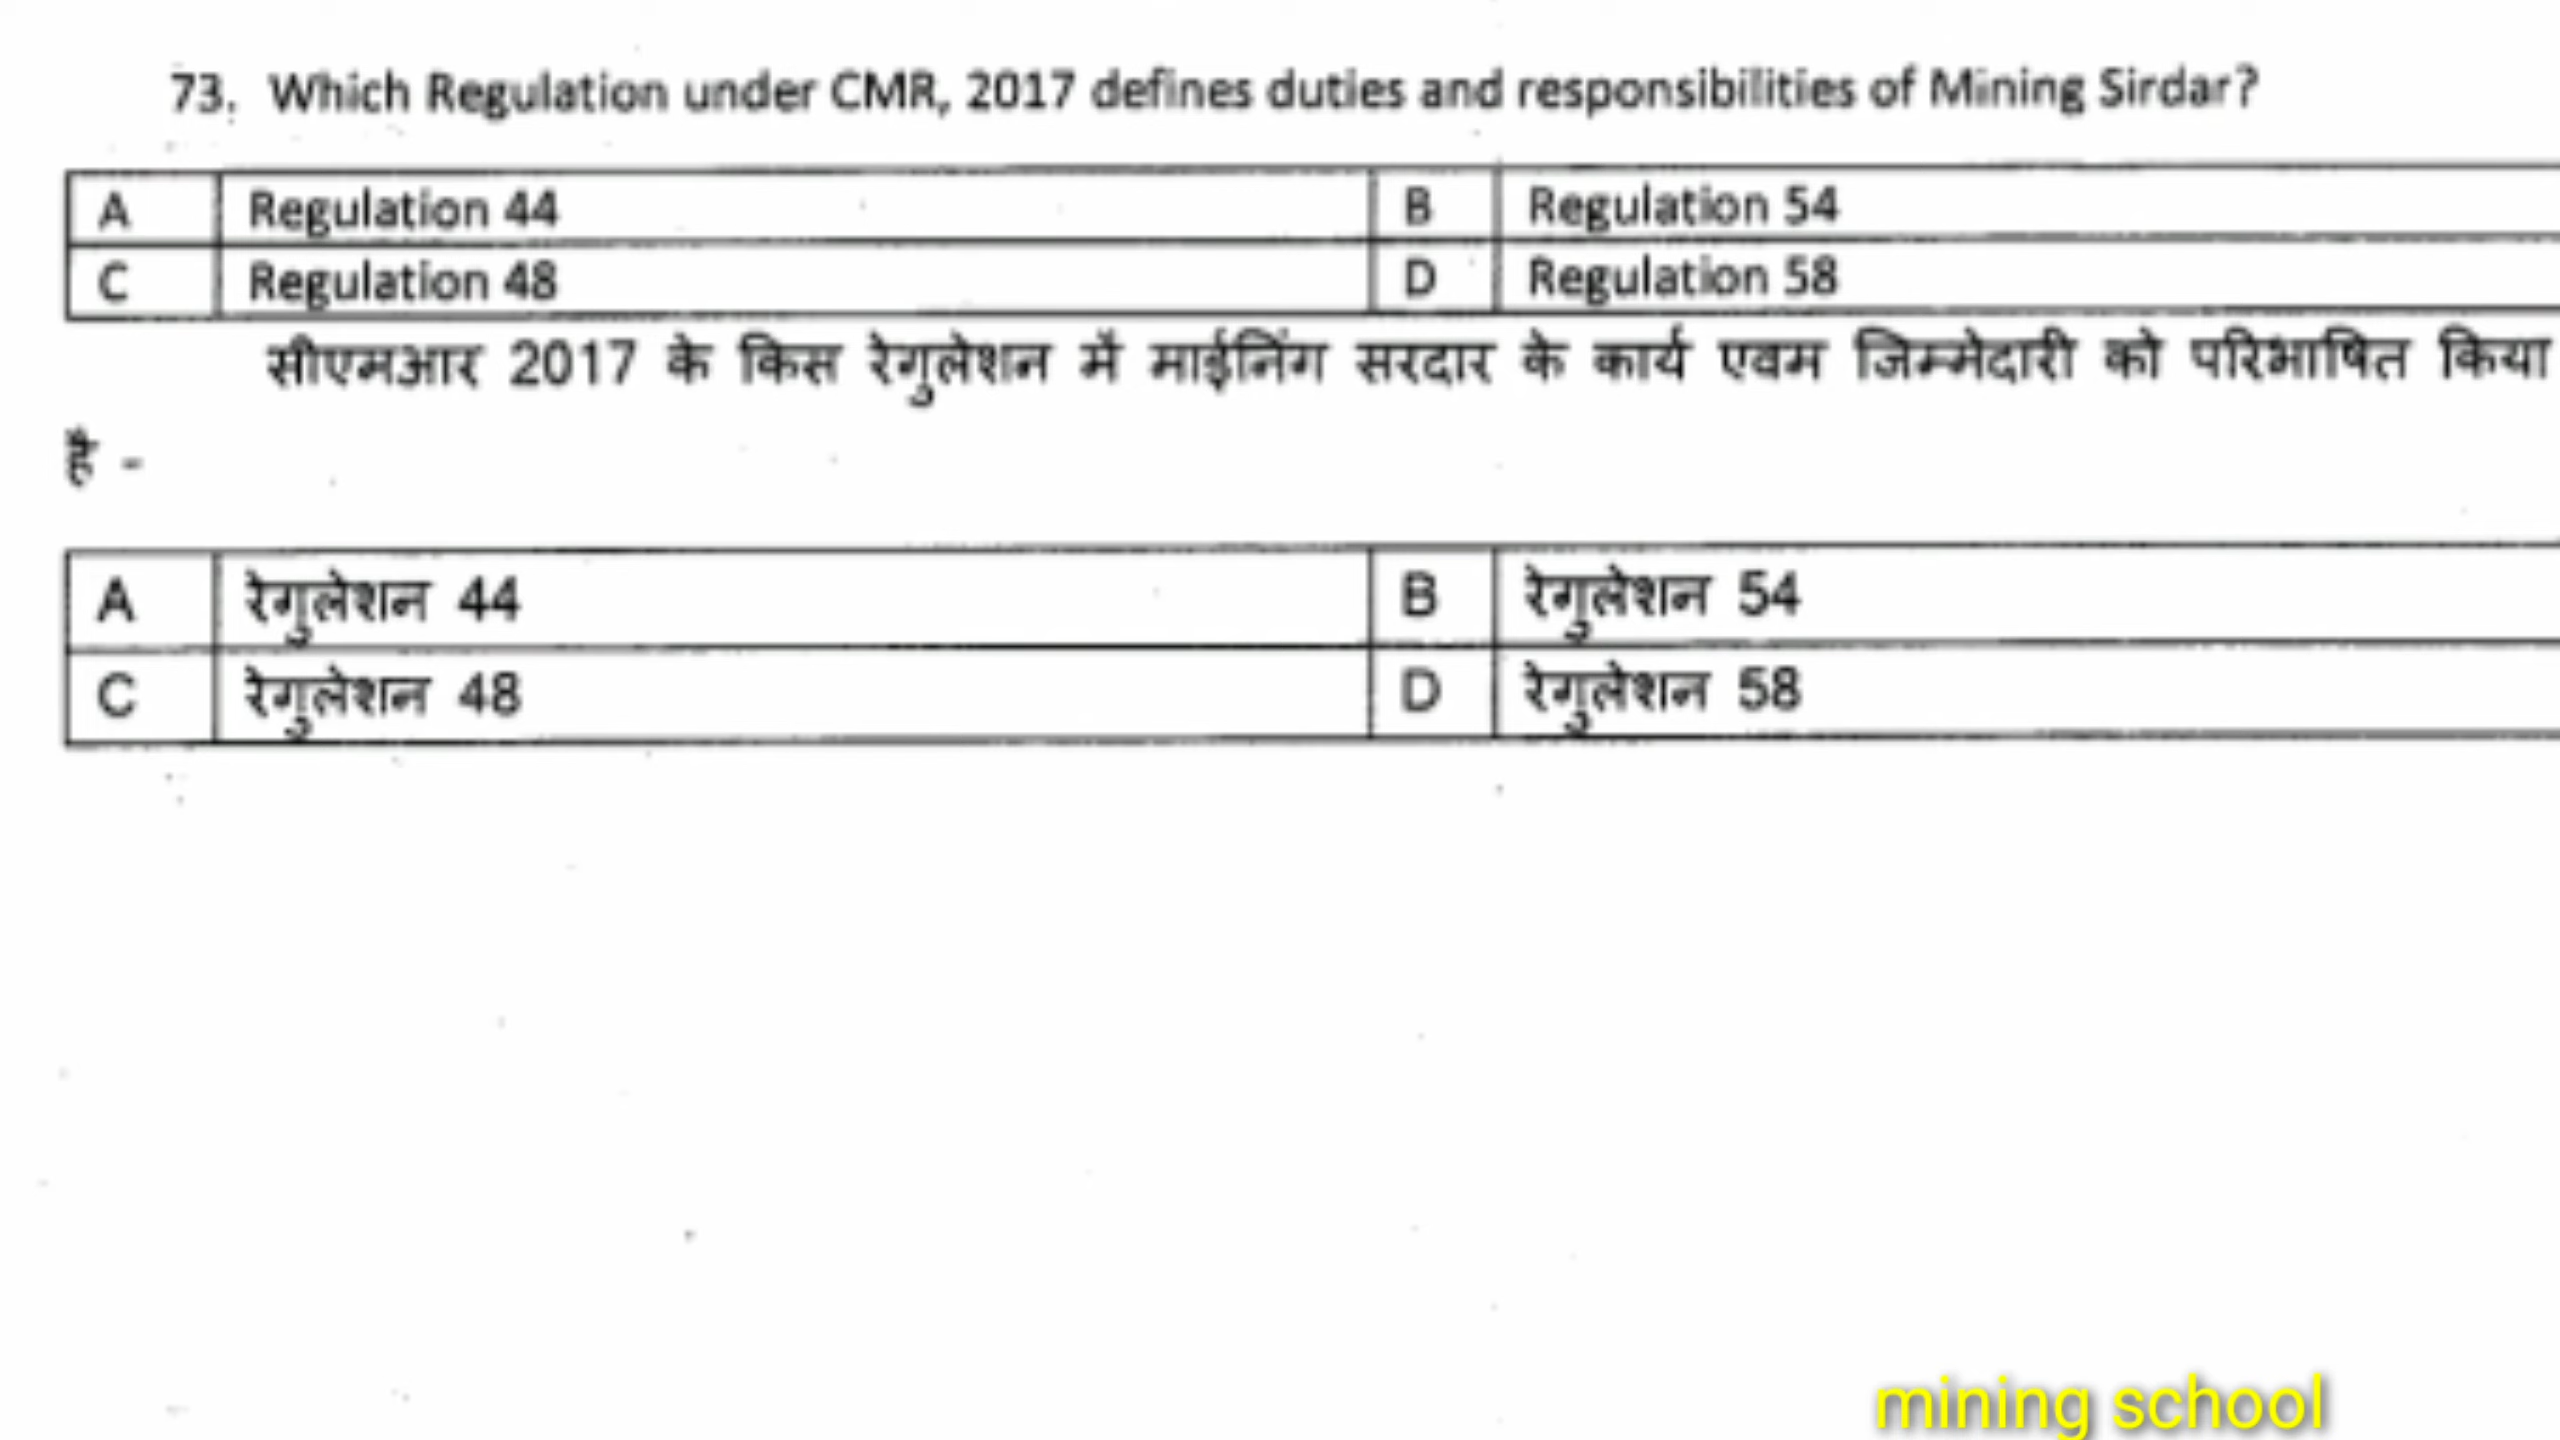 73. Which Regulation under CMR, 2017 defines duties and responsibilities of Mining Sirdar?
A Regulation 44 B Regulation 54
C Regulation 48 D Regulation 58
सीएमआर 2017 के किस रेगुलेशन में माईनिंग सरदार के कार्य एवम जिम्मेदारी को परिभाषित किया
है -
A रेगुलेशन 44 B रेगुलेशन 54
C रेगुलेशन 48 D रेगुलेशन 58
mining school